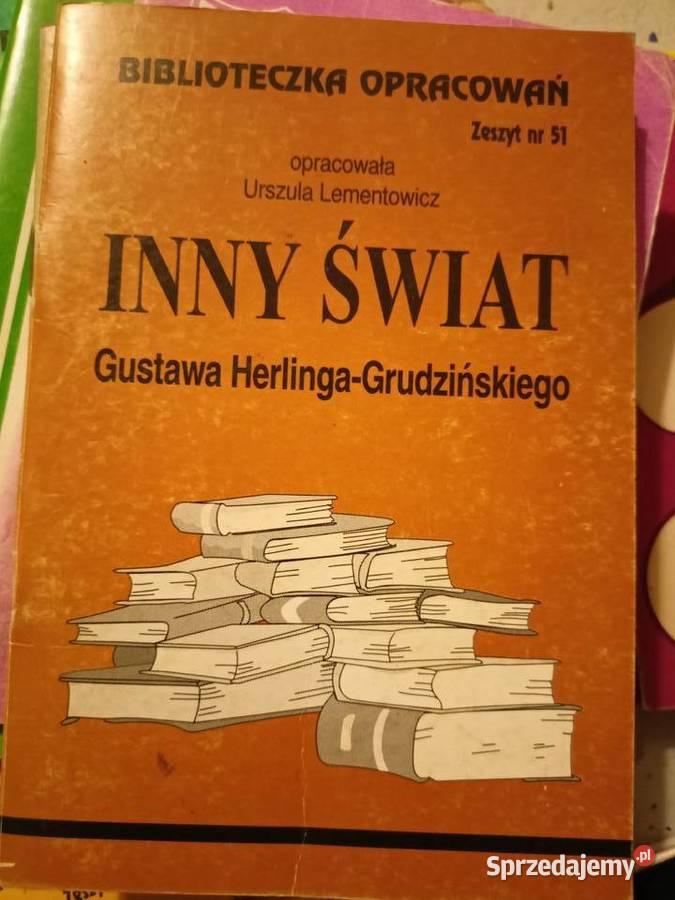 BIBLIOTECZKA OPRACOWAŃ
Zeszyt nr 51
opracowała
Urszula Lementowicz
INNY ŚWIAT
Gustawa Herlinga-Grudzińskiego
Sprzedajemy.pl